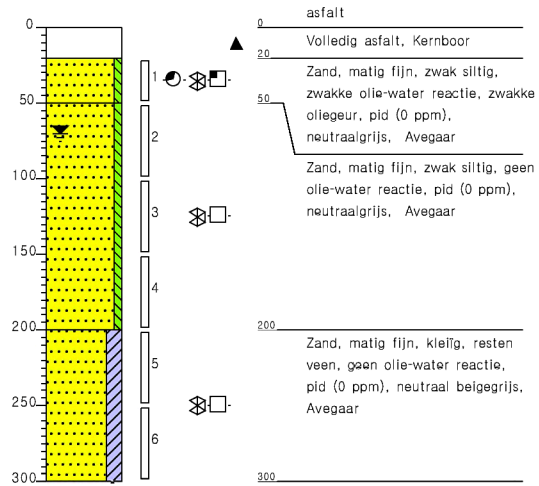 asfalt
0
0
Volledig asfalt, Kernboor
20
Zand, matig fijn, zwak siltig,
zwakke olie-water reactie, zwakke
oliegeur, pid (0 ppm),
neutraalgrijs, Avegaar
1
50
50
2
Zand, matig fijn, zwak siltig, geen
olie-water reactie, pid (0 ppm),
neutraalgrijs, Avegaar
100
3
150
4
200
200
Zand, matig fijn, kleiïg, resten
veen, geen olie-water reactie,
pid (0 ppm), neutraal beigegrijs,
Avegaar
5
250
6
300
300